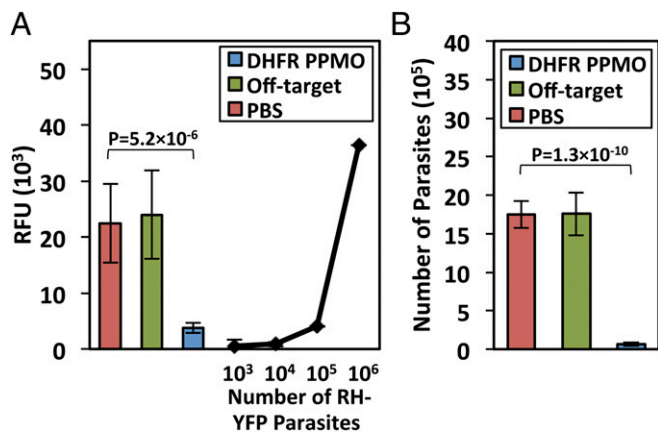 A
RFU (10³)
50
40
30
20
10
0
DHFR PPMO
Off-target
PBS
P=5.2×10⁻⁶
10³ 10⁴ 10⁵ 10⁶
Number of RH-
YFP Parasites
B
Number of Parasites (10⁵)
40
35
30
25
20
15
10
5
0
DHFR PPMO
Off-target
PBS
P=1.3×10⁻¹⁰